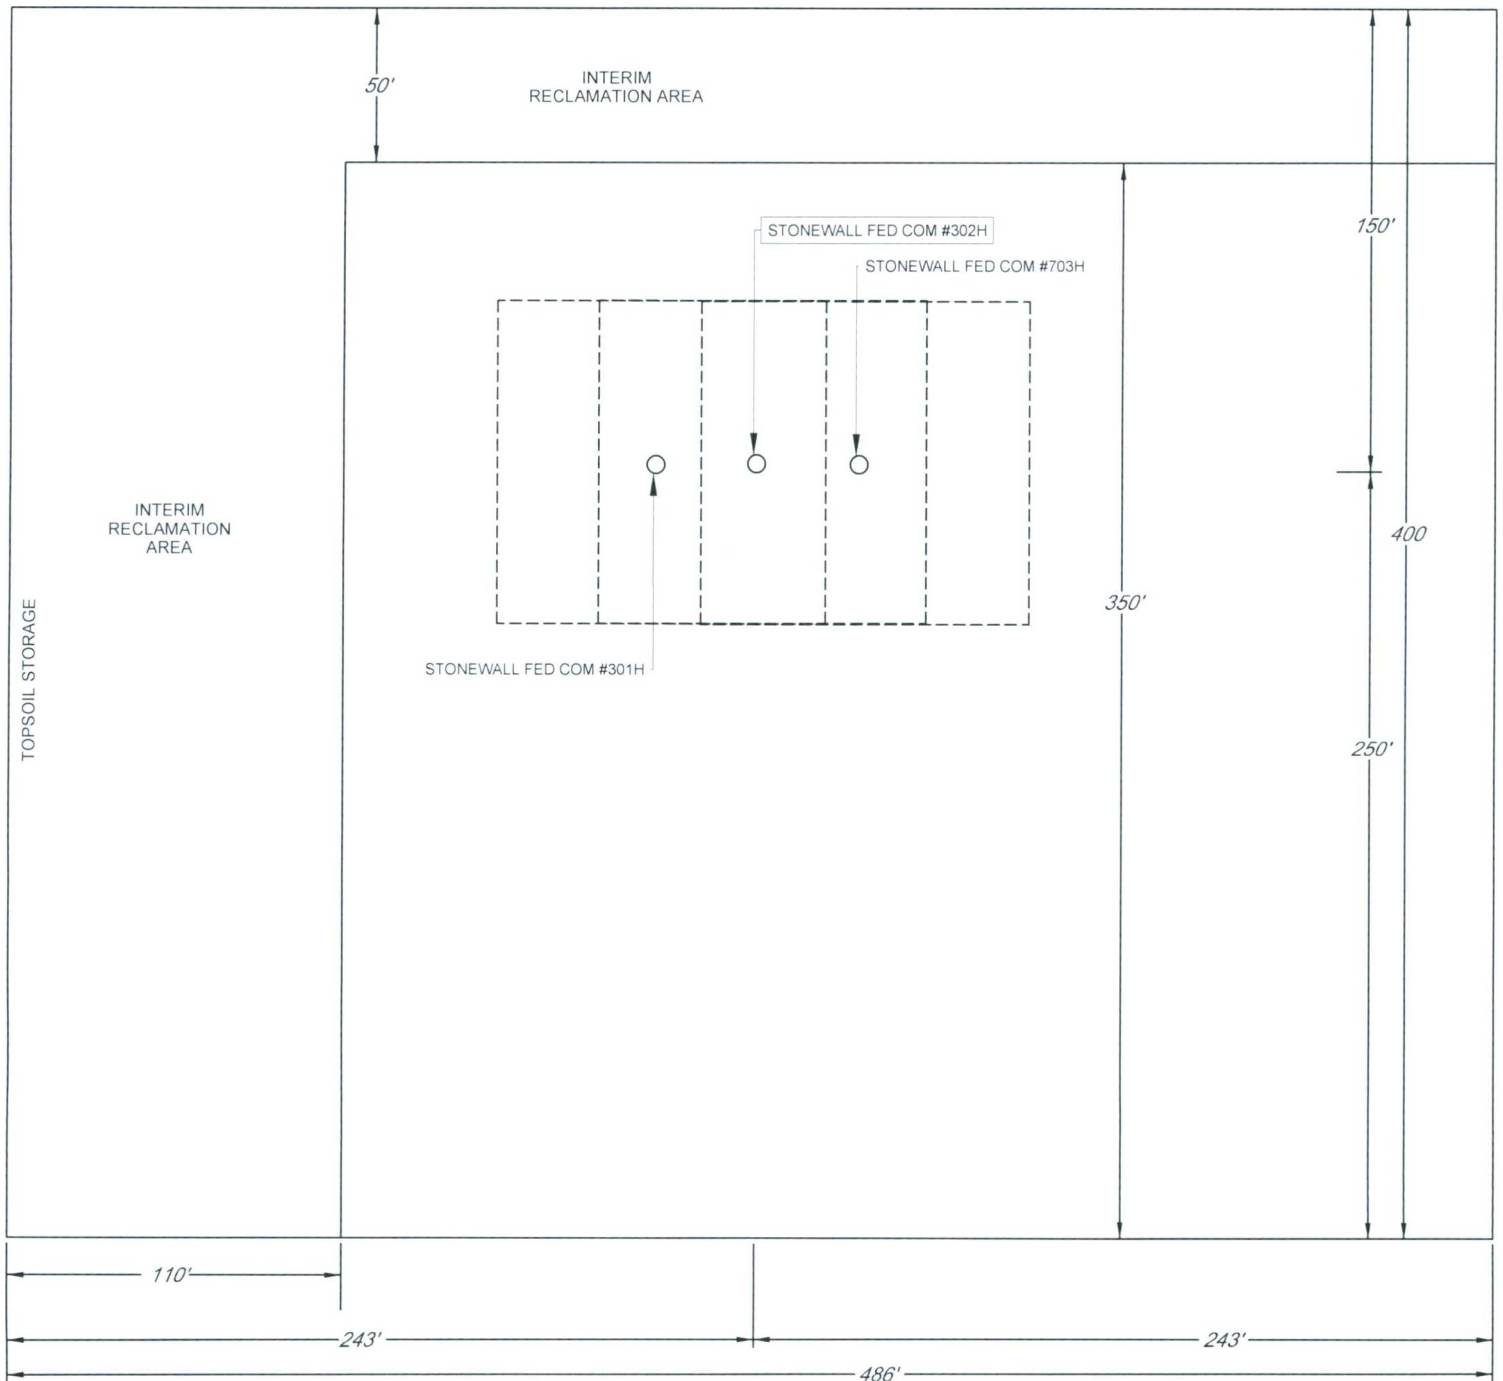 50'
INTERIM
RECLAMATION AREA
STONEWALL FED COM #302H
150'
STONEWALL FED COM #703H
INTERIM
RECLAMATION
AREA
400
350'
TOPSOIL STORAGE
STONEWALL FED COM #301H
250'
110'
243'
243'
486'